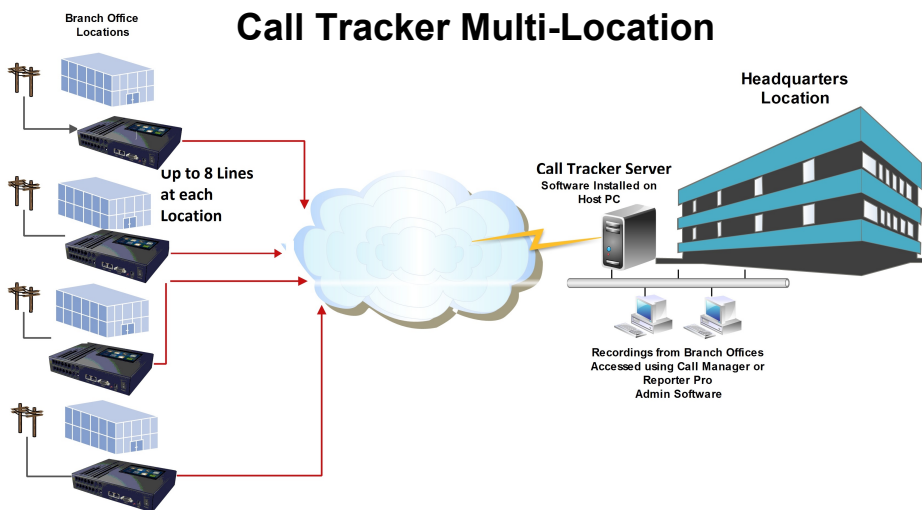 Call Tracker Multi-Location
Branch Office
Locations
Up to 8 Lines
at each
Location
Headquarters
Location
Call Tracker Server
Software Installed on
Host PC
Recordings from Branch Offices
Accessed using Call Manager or
Reporter Pro
Admin Software